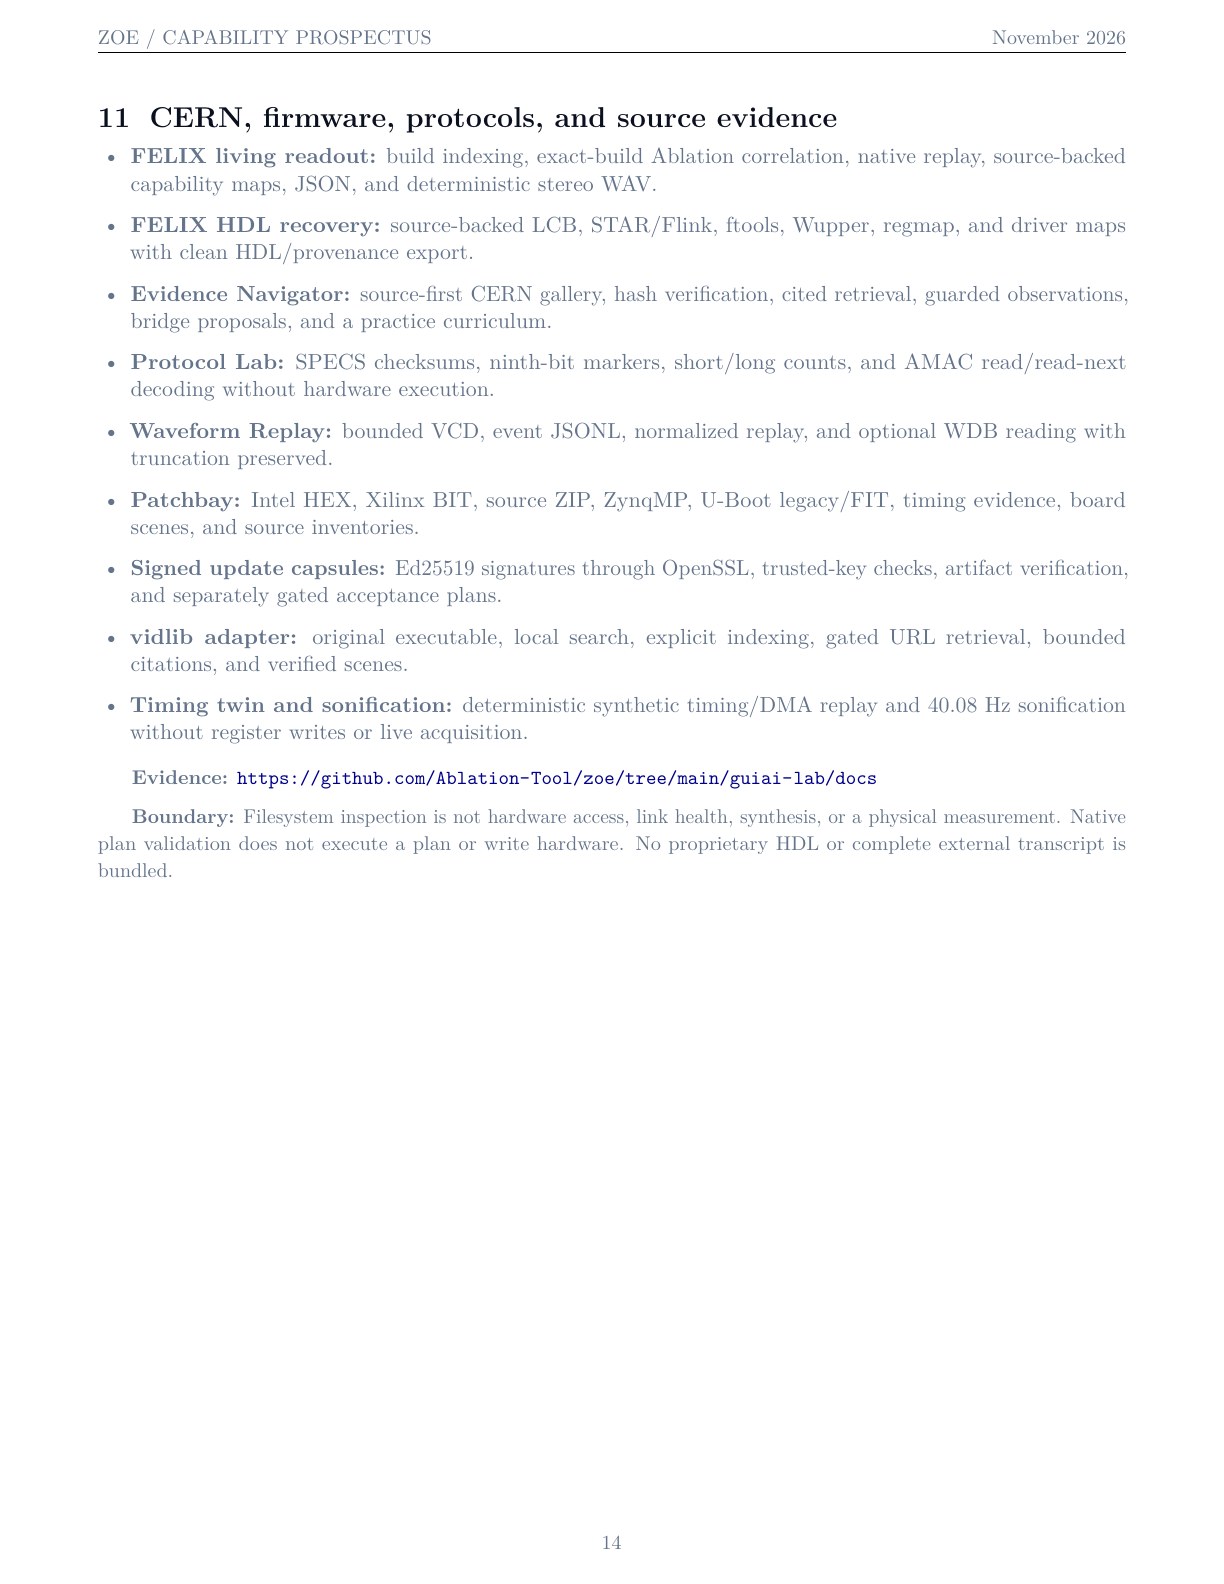 ZOE / CAPABILITY PROSPECTUS November 2026
11 CERN, firmware, protocols, and source evidence
• FELIX living readout: build indexing, exact-build Ablation correlation, native replay, source-backed
capability maps, JSON, and deterministic stereo WAV.
• FELIX HDL recovery: source-backed LCB, STAR/Flink, ftools, Wupper, regmap, and driver maps
with clean HDL/provenance export.
• Evidence Navigator: source-first CERN gallery, hash verification, cited retrieval, guarded observations,
bridge proposals, and a practice curriculum.
• Protocol Lab: SPECS checksums, ninth-bit markers, short/long counts, and AMAC read/read-next
decoding without hardware execution.
• Waveform Replay: bounded VCD, event JSONL, normalized replay, and optional WDB reading with
truncation preserved.
• Patchbay: Intel HEX, Xilinx BIT, source ZIP, ZynqMP, U-Boot legacy/FIT, timing evidence, board
scenes, and source inventories.
• Signed update capsules: Ed25519 signatures through OpenSSL, trusted-key checks, artifact verification,
and separately gated acceptance plans.
• vidlib adapter: original executable, local search, explicit indexing, gated URL retrieval, bounded
citations, and verified scenes.
• Timing twin and sonification: deterministic synthetic timing/DMA replay and 40.08 Hz sonification
without register writes or live acquisition.
Evidence: https://github.com/Ablation-Tool/zoe/tree/main/guiai-lab/docs
Boundary: Filesystem inspection is not hardware access, link health, synthesis, or a physical measurement. Native
plan validation does not execute a plan or write hardware. No proprietary HDL or complete external transcript is
bundled.
14